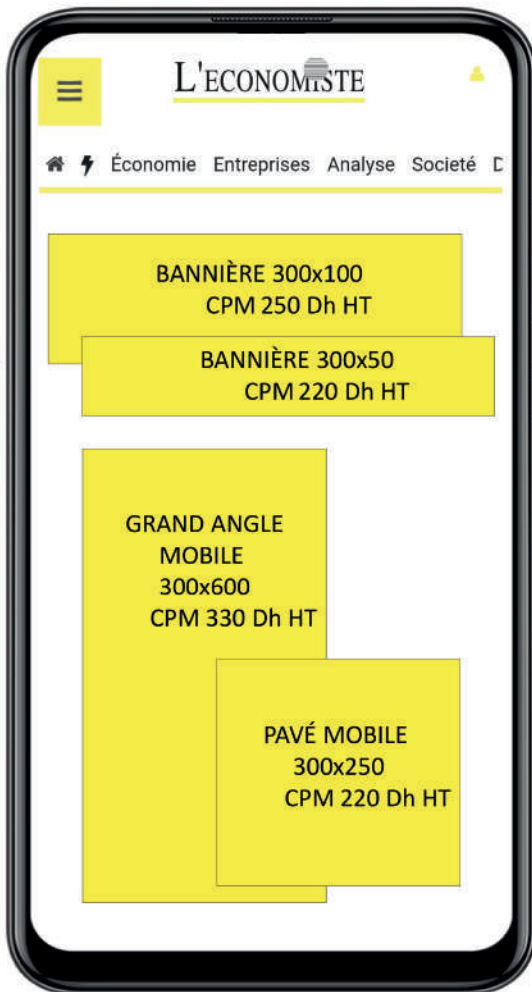 L'ECONOMISTE
Économie Entreprises Analyse Societé D
BANNIÈRE 300x100
CPM 250 Dh HT
BANNIÈRE 300x50
CPM 220 Dh HT
GRAND ANGLE
MOBILE
300x600
CPM 330 Dh HT
PAVÉ MOBILE
300x250
CPM 220 Dh HT